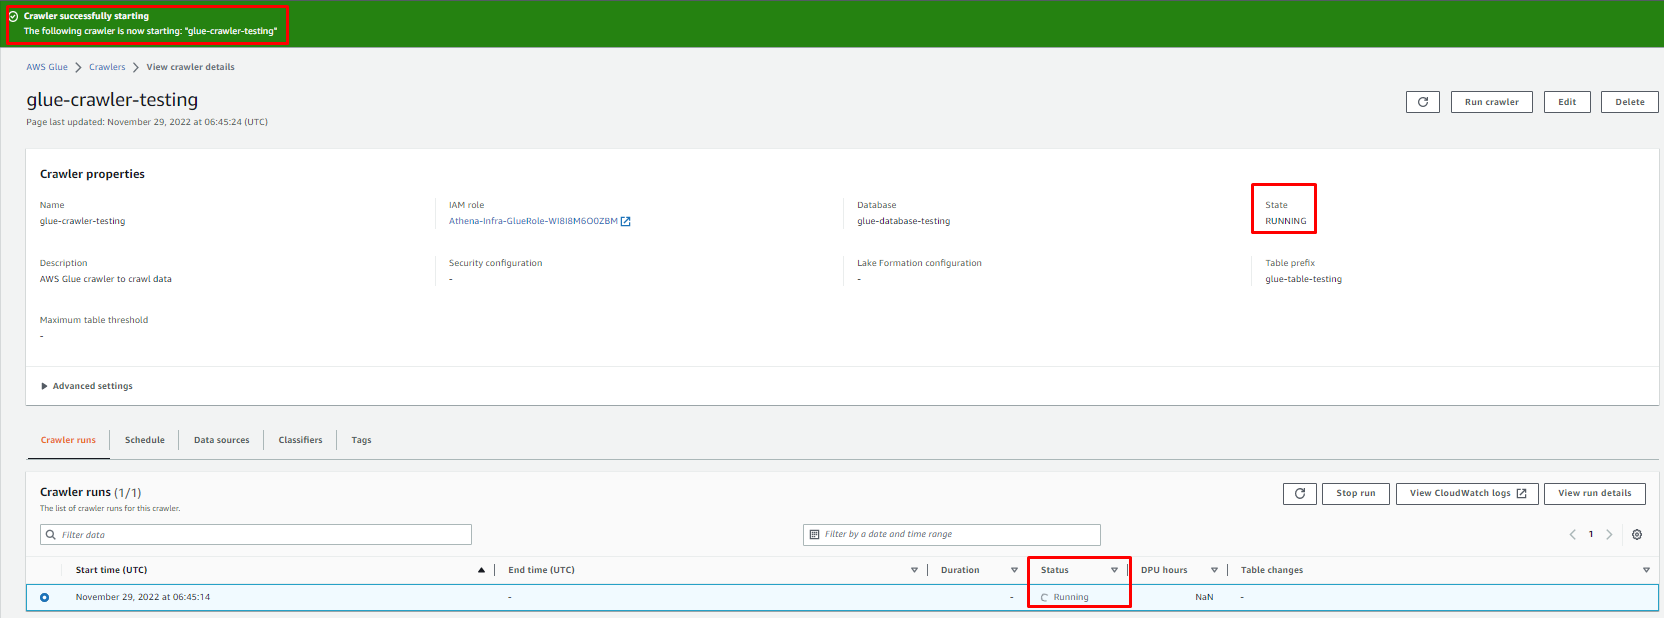 Crawler successfully starting
The following crawler is now starting: "glue-crawler-testing"
AWS Glue > Crawlers > View crawler details
glue-crawler-testing
Run crawler Edit Delete
Page last updated: November 29, 2022 at 06:45:24 (UTC)
Crawler properties
Name IAM role Database State
glue-crawler-testing Athena-Infra-GlueRole-WI8I8M6O0ZBM glue-database-testing RUNNING
Description Security configuration Lake Formation configuration Table prefix
AWS Glue crawler to crawl data - - glue-table-testing
Maximum table threshold
-
Advanced settings
Crawler runs Schedule Data sources Classifiers Tags
Crawler runs (1/1) Stop run View CloudWatch logs View run details
The list of crawler runs for this crawler.
Filter data Filter by a date and time range < 1 >
Start time (UTC) End time (UTC) Duration Status DPU hours Table changes
November 29, 2022 at 06:45:14 - - Running NaN -